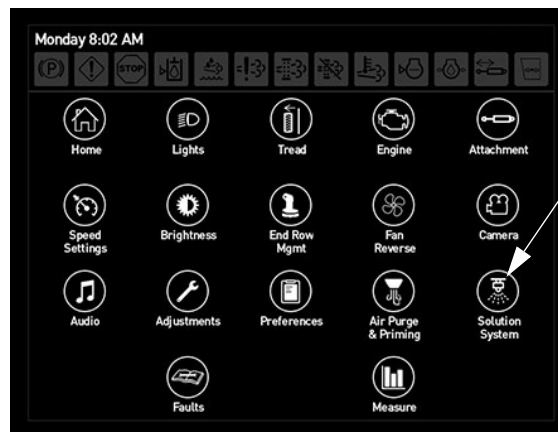 Monday 8:02 AM
(P) STOP
Home Lights Tread Engine Attachment
Speed Settings Brightness End Row Mgmt Fan Reverse Camera
Audio Adjustments Preferences Air Purge & Priming Solution System
Faults Measure